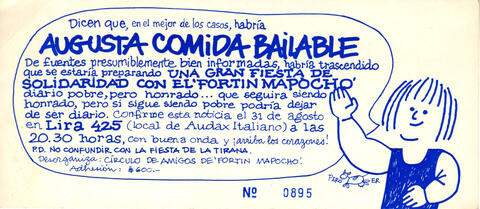 Dicen que, en el mejor de los casos, habría
AUGUSTA COMIDA BAILABLE
De fuentes presumiblemente bien informadas, habría trascendido
que se estaría preparando UNA GRAN FIESTA DE
SOLIDARIDAD CON EL "FORTIN MAPOCHO"
diario pobre, pero honrado... que seguirá siendo
honrado, pero si sigue siendo pobre podría dejar
de ser diario. Confirme esta noticia el 31 de agosto
en Lira 425 (local de Audax Italiano) a las
20.30 horas, con buena onda y ¡arriba los corazones!
P.D. NO CONFUNDIR CON LA FIESTA DE LA TIRANA.
Desorganiza: CÍRCULO DE AMIGOS DE "FORTIN MAPOCHO"
Adhesión: $600.-
Nº 0895